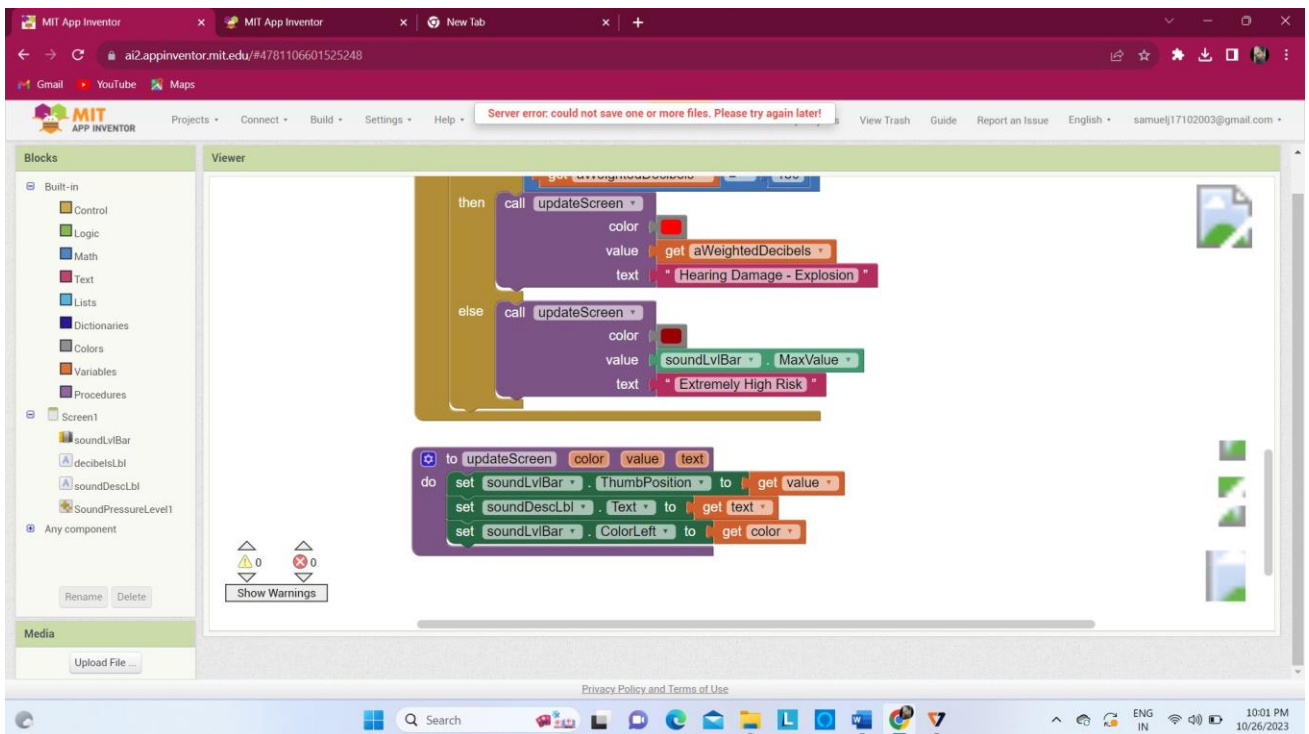 MIT App Inventor
MIT App Inventor
New Tab
ai2.appinventor.mit.edu/#4781106601525248
Gmail
YouTube
Maps
MIT
APP INVENTOR
Projects
Connect
Build
Settings
Help
Server error: could not save one or more files. Please try again later!
View Trash
Guide
Report an Issue
English
samuelj17102003@gmail.com
Blocks
Viewer
Built-in
Control
Logic
Math
Text
Lists
Dictionaries
Colors
Variables
Procedures
Screen1
soundLvlBar
decibelsLbl
soundDescLbl
SoundPressureLevel1
Any component
Rename
Delete
Media
Upload File ...
get aWeightedDecibels
then call updateScreen
color
value get aWeightedDecibels
text " Hearing Damage - Explosion "
else call updateScreen
color
value soundLvlBar . MaxValue
text " Extremely High Risk "
to updateScreen color value text
do set soundLvlBar . ThumbPosition to get value
set soundDescLbl . Text to get text
set soundLvlBar . ColorLeft to get color
0 0
Show Warnings
Privacy Policy and Terms of Use
Search
ENG
IN
10:01 PM
10/26/2023